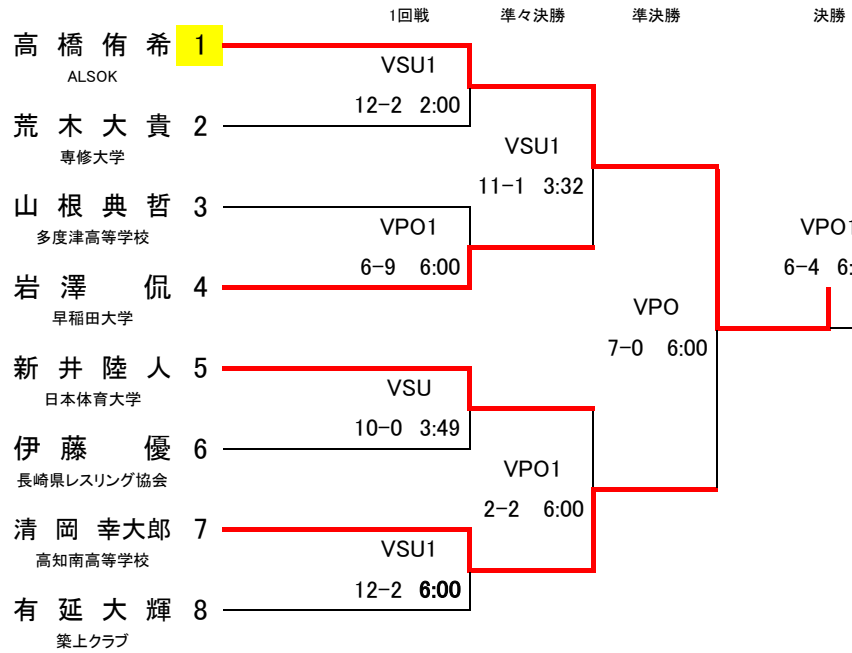 1回戦 準々決勝 準決勝 決勝
高橋侑希 1
ALSOK
VSU1
12-2 2:00
荒木大貴 2
専修大学
VSU1
11-1 3:32
山根典哲 3
多度津高等学校
VPO1
6-9 6:00
岩澤 侃 4
早稲田大学
VPO1
6-4 6:
VPO
7-0 6:00
新井陸人 5
日本体育大学
VSU
10-0 3:49
伊藤 優 6
長崎県レスリング協会
VPO1
2-2 6:00
清岡幸大郎 7
高知南高等学校
VSU1
12-2 6:00
有延大輝 8
築上クラブ